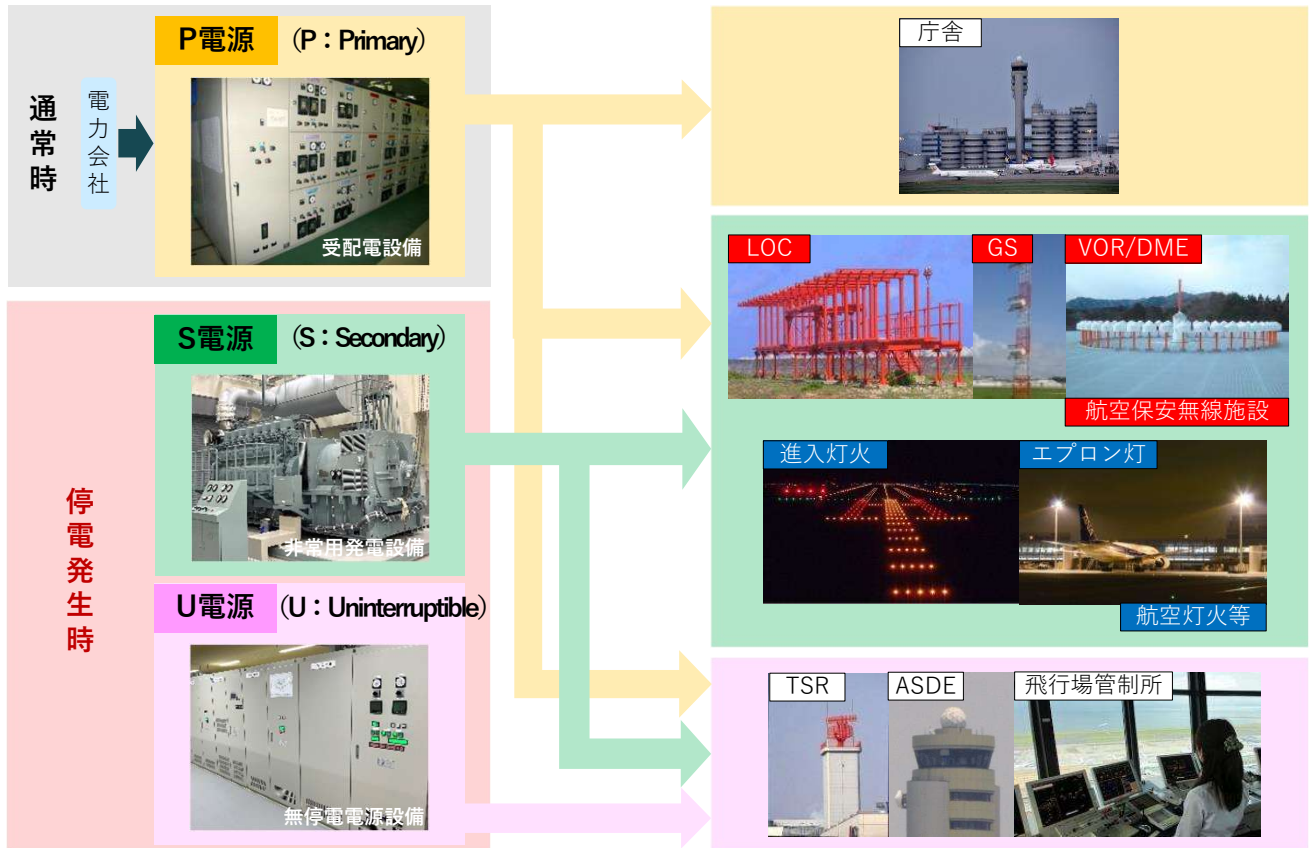 通常時
電力会社
P電源 (P：Primary)
受配電設備
停電発生時
S電源 (S：Secondary)
非常用発電設備
U電源 (U：Uninterruptible)
無停電電源設備
庁舎
LOC
GS
VOR/DME
航空保安無線施設
進入灯火
エプロン灯
航空灯火等
TSR
ASDE
飛行場管制所